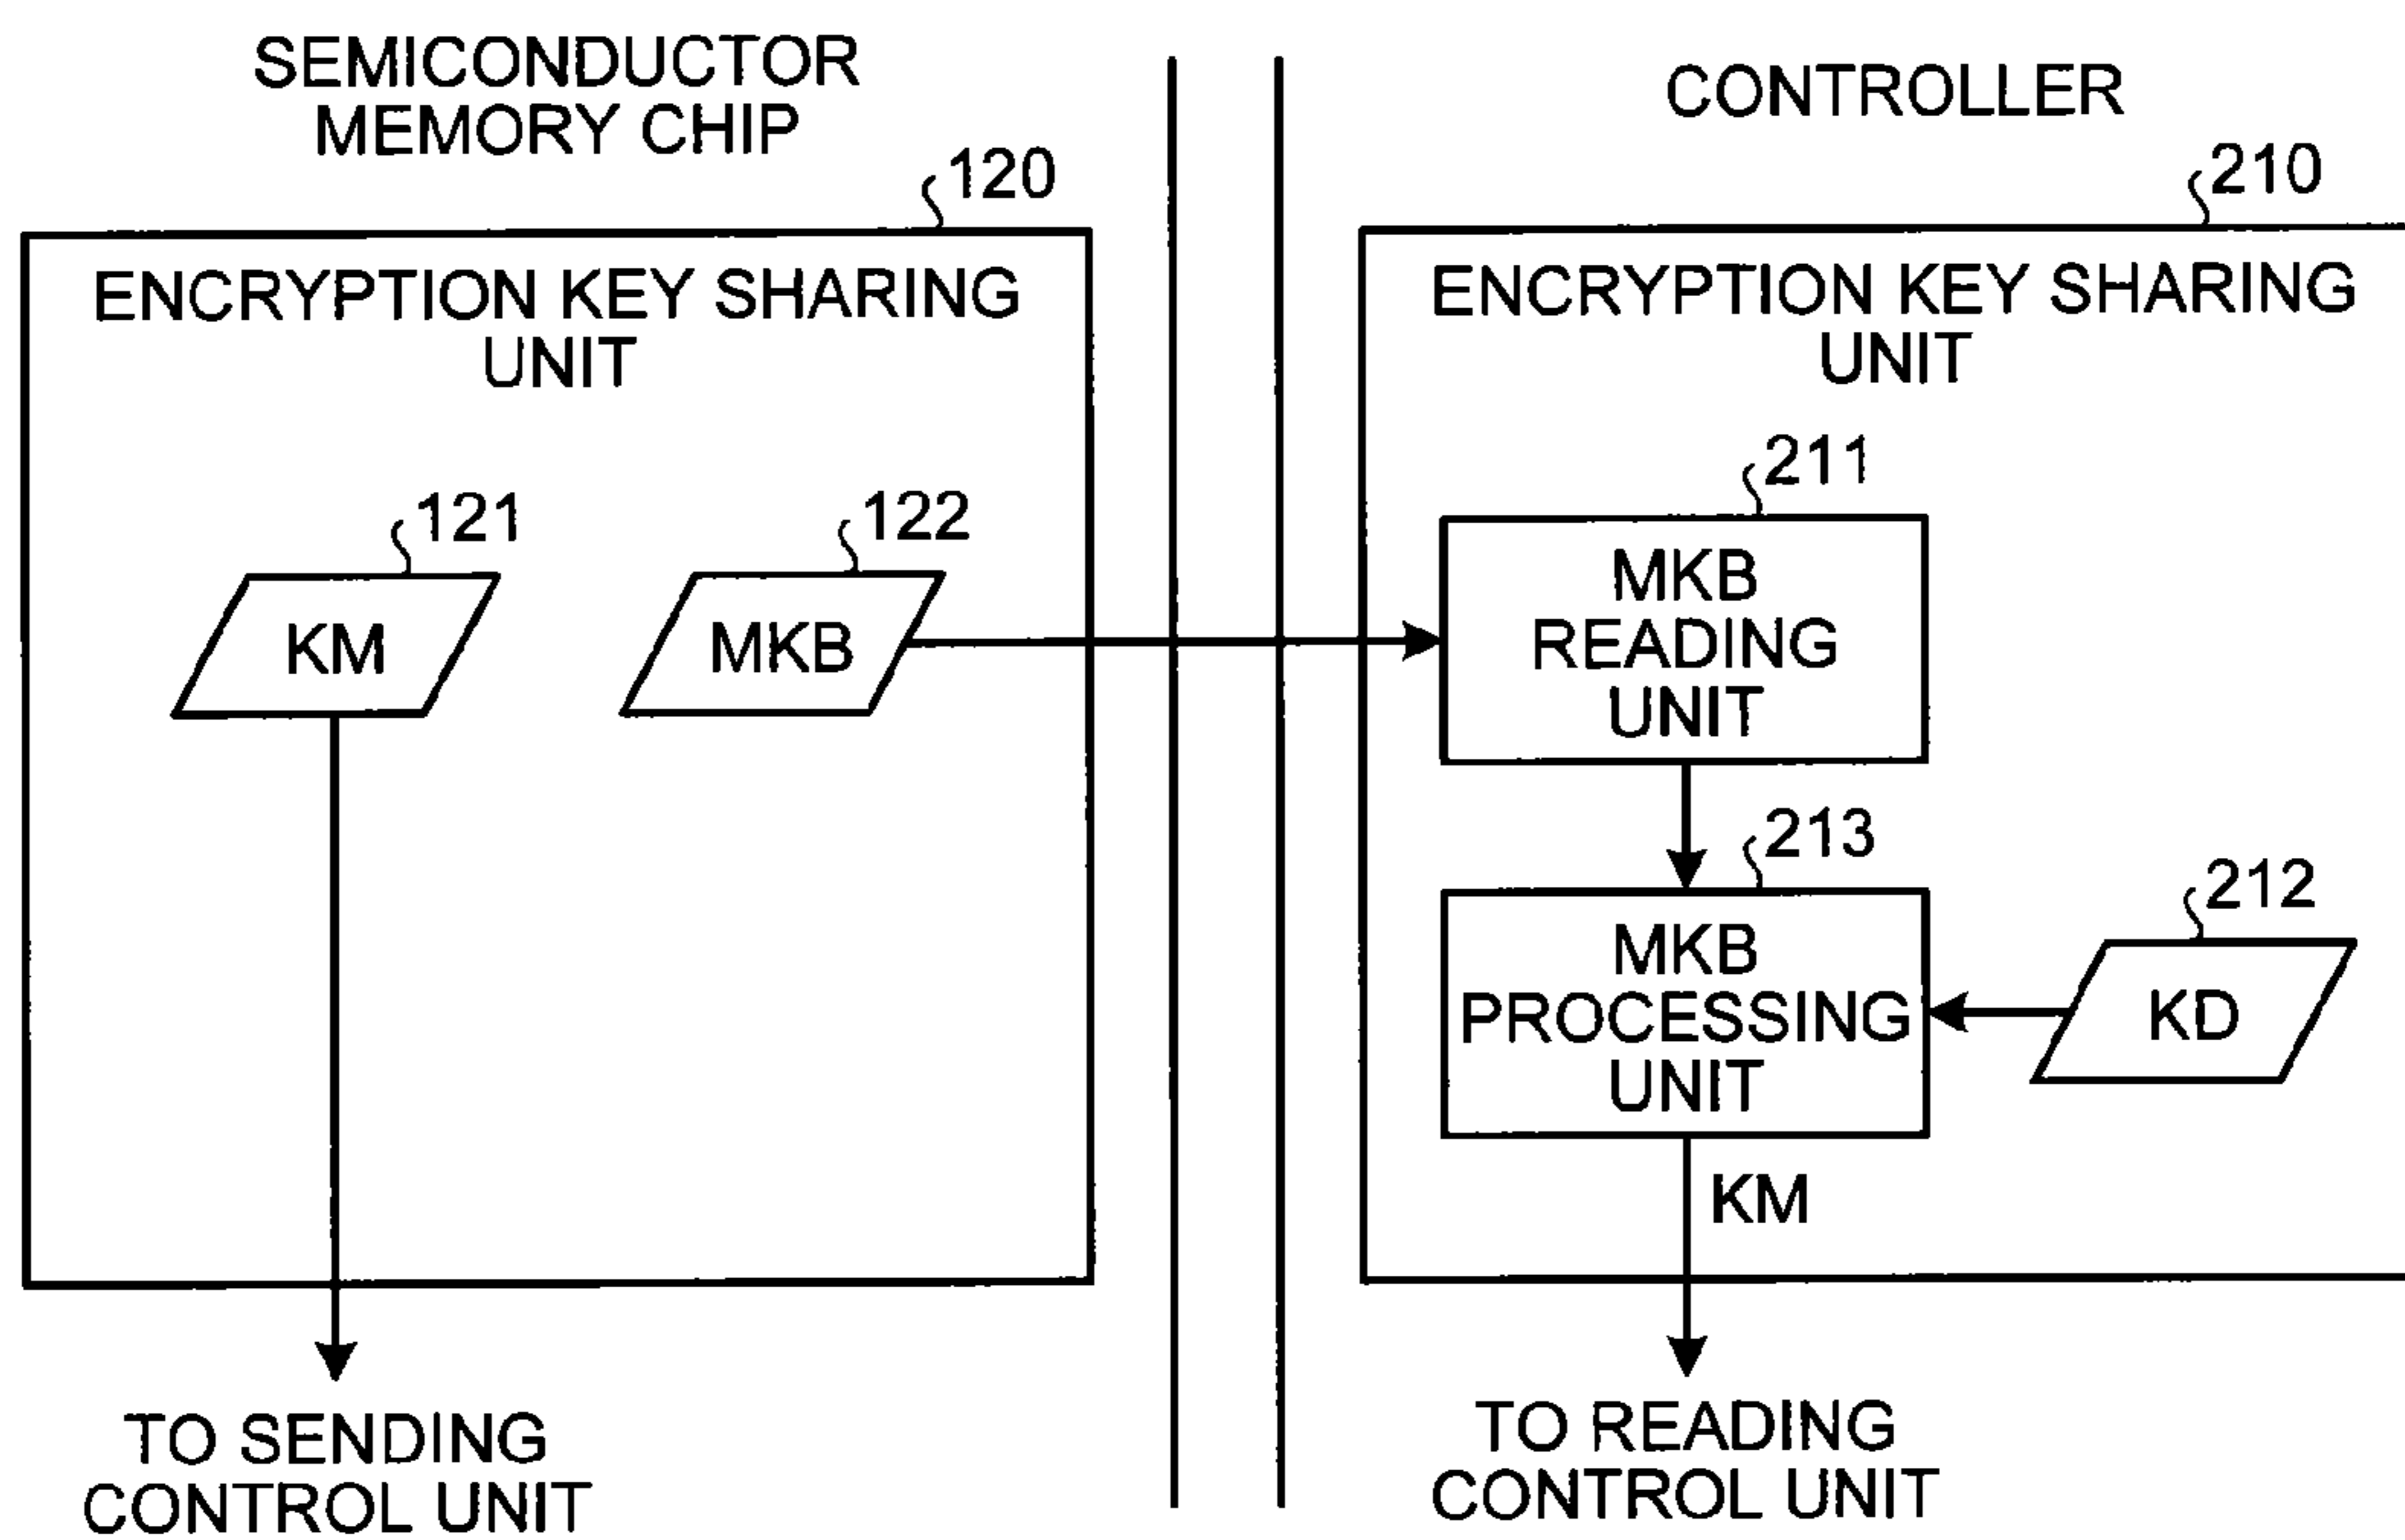 SEMICONDUCTOR
MEMORY CHIP
120
ENCRYPTION KEY SHARING
UNIT
121
KM
122
MKB
TO SENDING
CONTROL UNIT
CONTROLLER
210
ENCRYPTION KEY SHARING
UNIT
211
MKB
READING
UNIT
213
MKB
PROCESSING
UNIT
212
KD
KM
TO READING
CONTROL UNIT